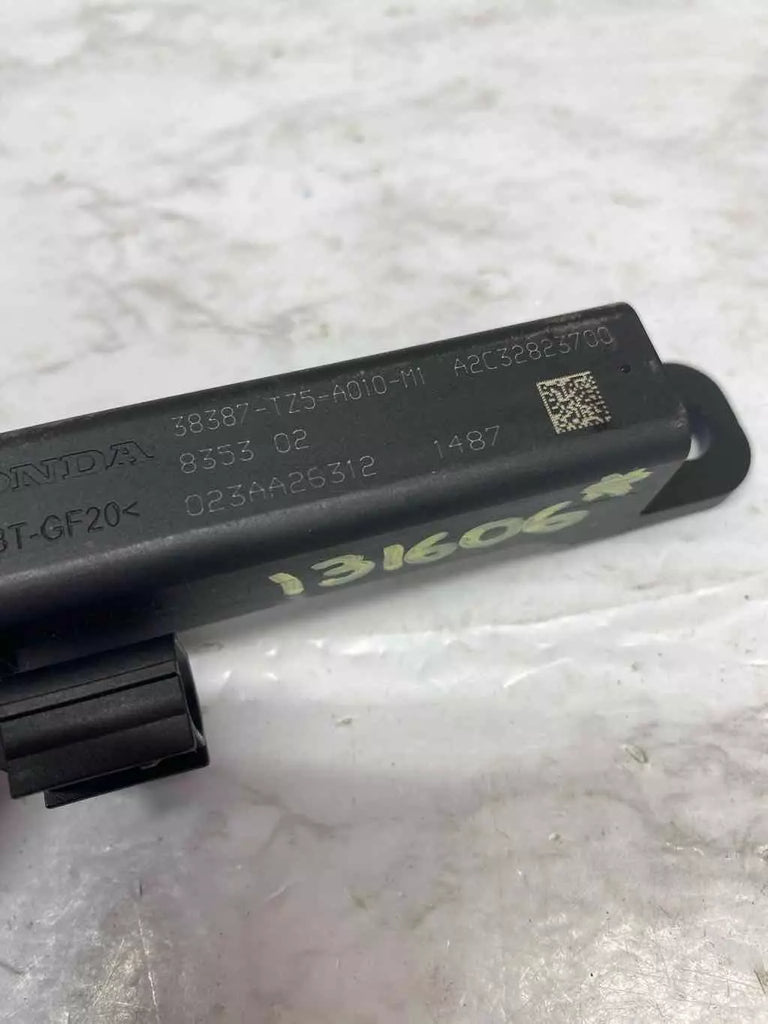 38387-TZ5-A010-M1 A2C32823700
ONDA 8353 02
023AA26312 1487
BT-GF20<
131606*